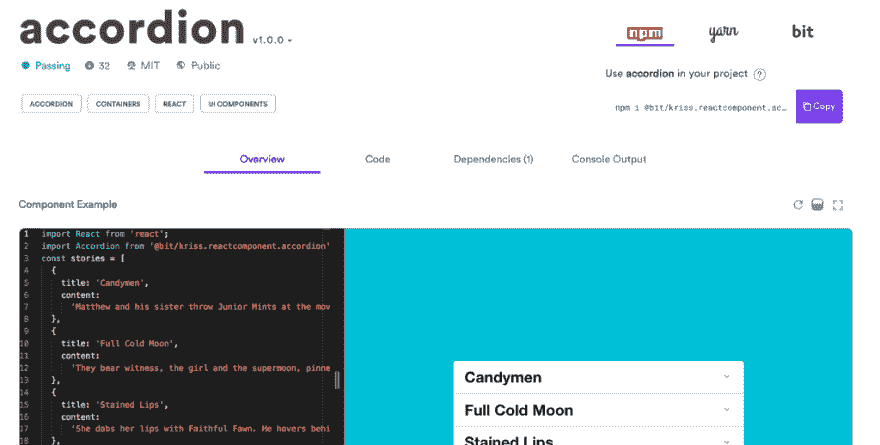 accordion v1.0.0
npm yarn bit
Passing 32 MIT Public
Use accordion in your project ?
ACCORDION CONTAINERS REACT UI COMPONENTS
npm i @bit/kriss.reactcomponent.ac… Copy
Overview Code Dependencies (1) Console Output
Component Example
1 import React from 'react';
2 import Accordion from '@bit/kriss.reactcomponent.accordion'
3 const stories = [
4 {
5 title: 'Candymen',
6 content:
7 'Matthew and his sister throw Junior Mints at the mov
8 },
9 {
10 title: 'Full Cold Moon',
11 content:
12 'They bear witness, the girl and the supermoon, pinne
13 },
14 {
15 title: 'Stained Lips',
16 content:
17 'She dabs her lips with Faithful Fawn. He hovers behi
18 },
Candymen
Full Cold Moon
Stained Lips